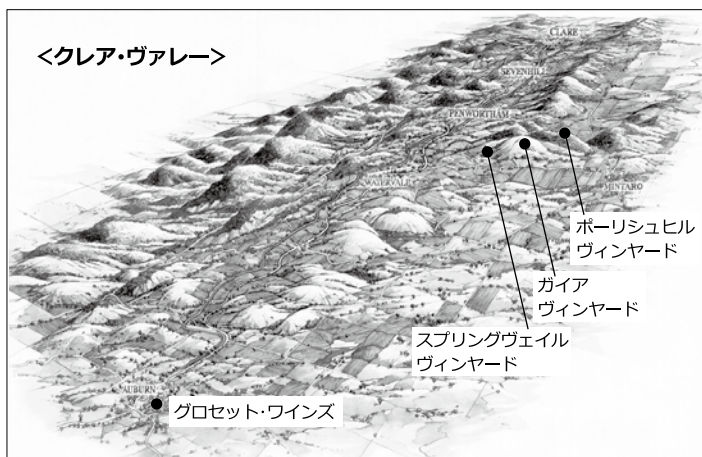 <クレア・ヴァレー>
CLARE
SEVENHILL
PENWORTHAM
WATERVALE
MINTARO
ポーリシュヒル
ヴィンヤード
ガイア
ヴィンヤード
スプリングヴェイル
ヴィンヤード
AUBURN
グロセット・ワインズ